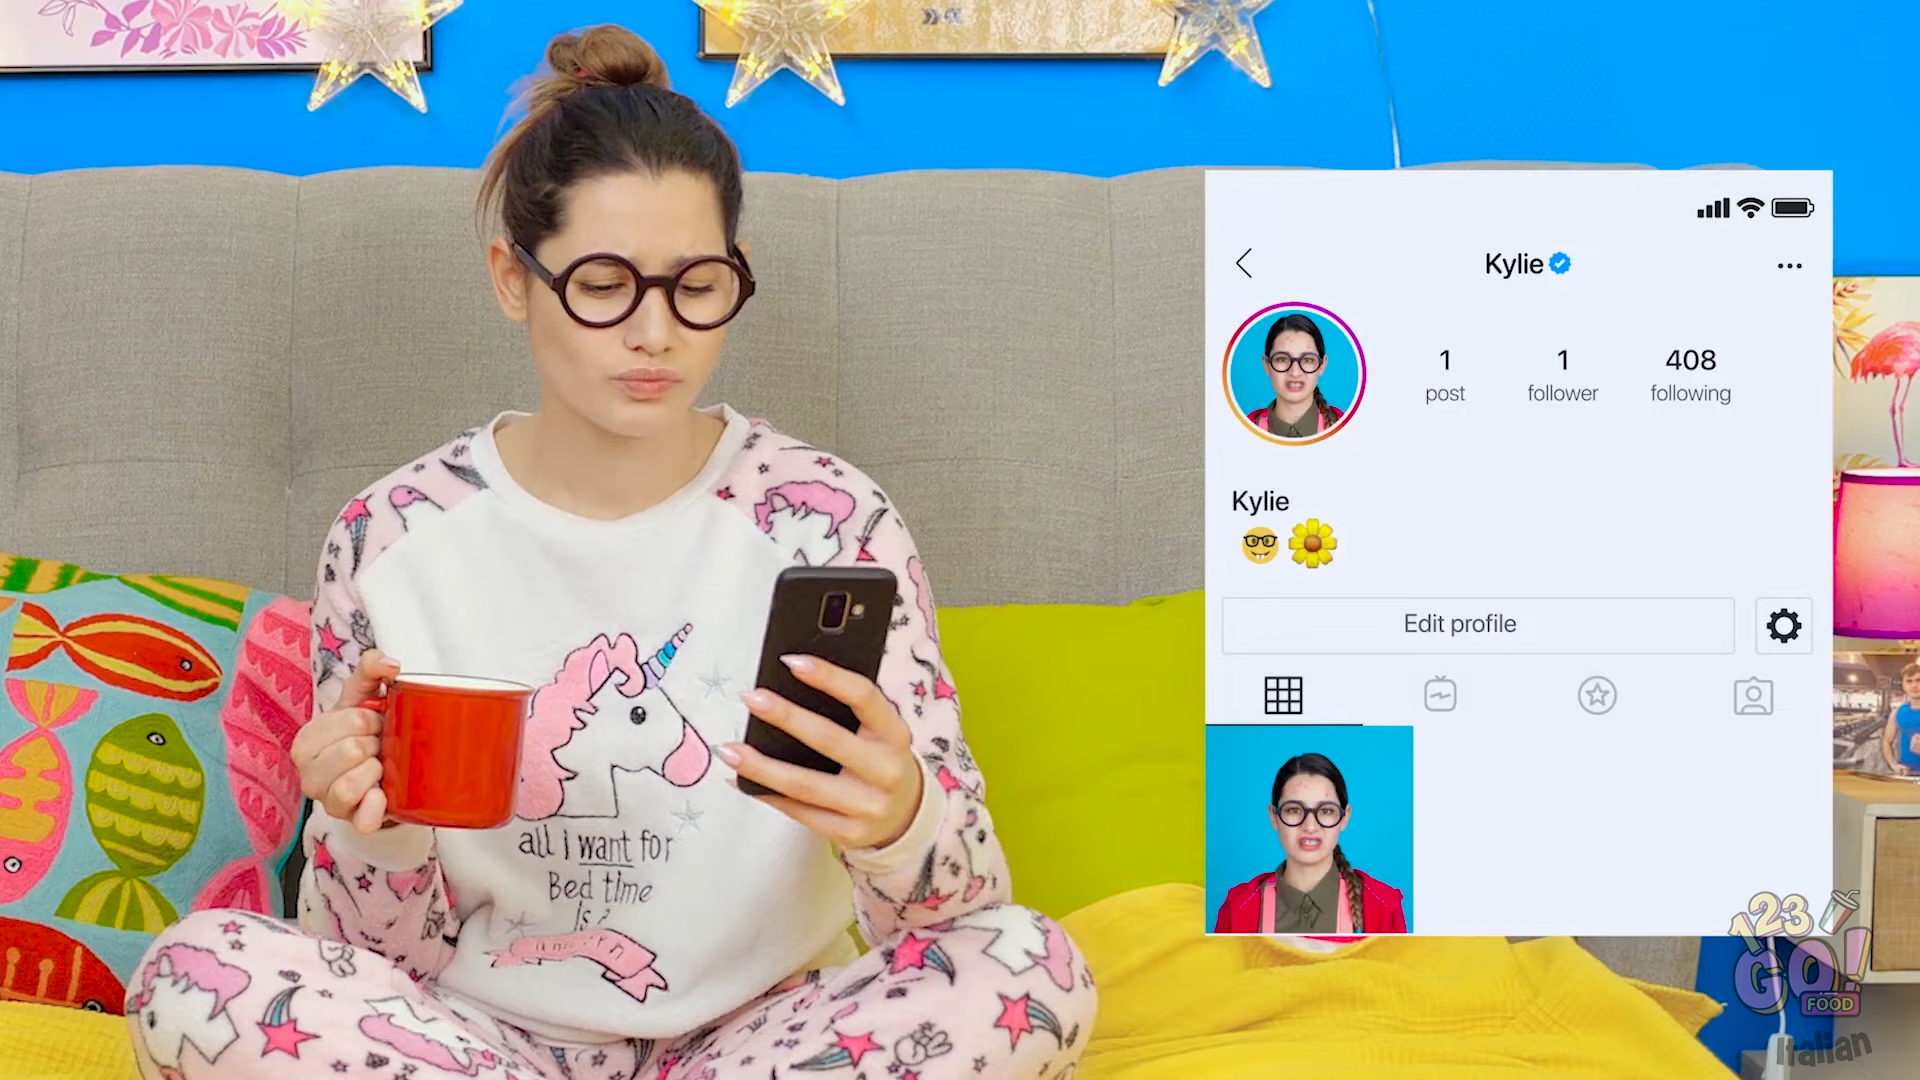 Kylie
1 1 408
post follower following
Kylie
Edit profile
all I want for
Bed time
is a
123
GO!
FOOD
Italian